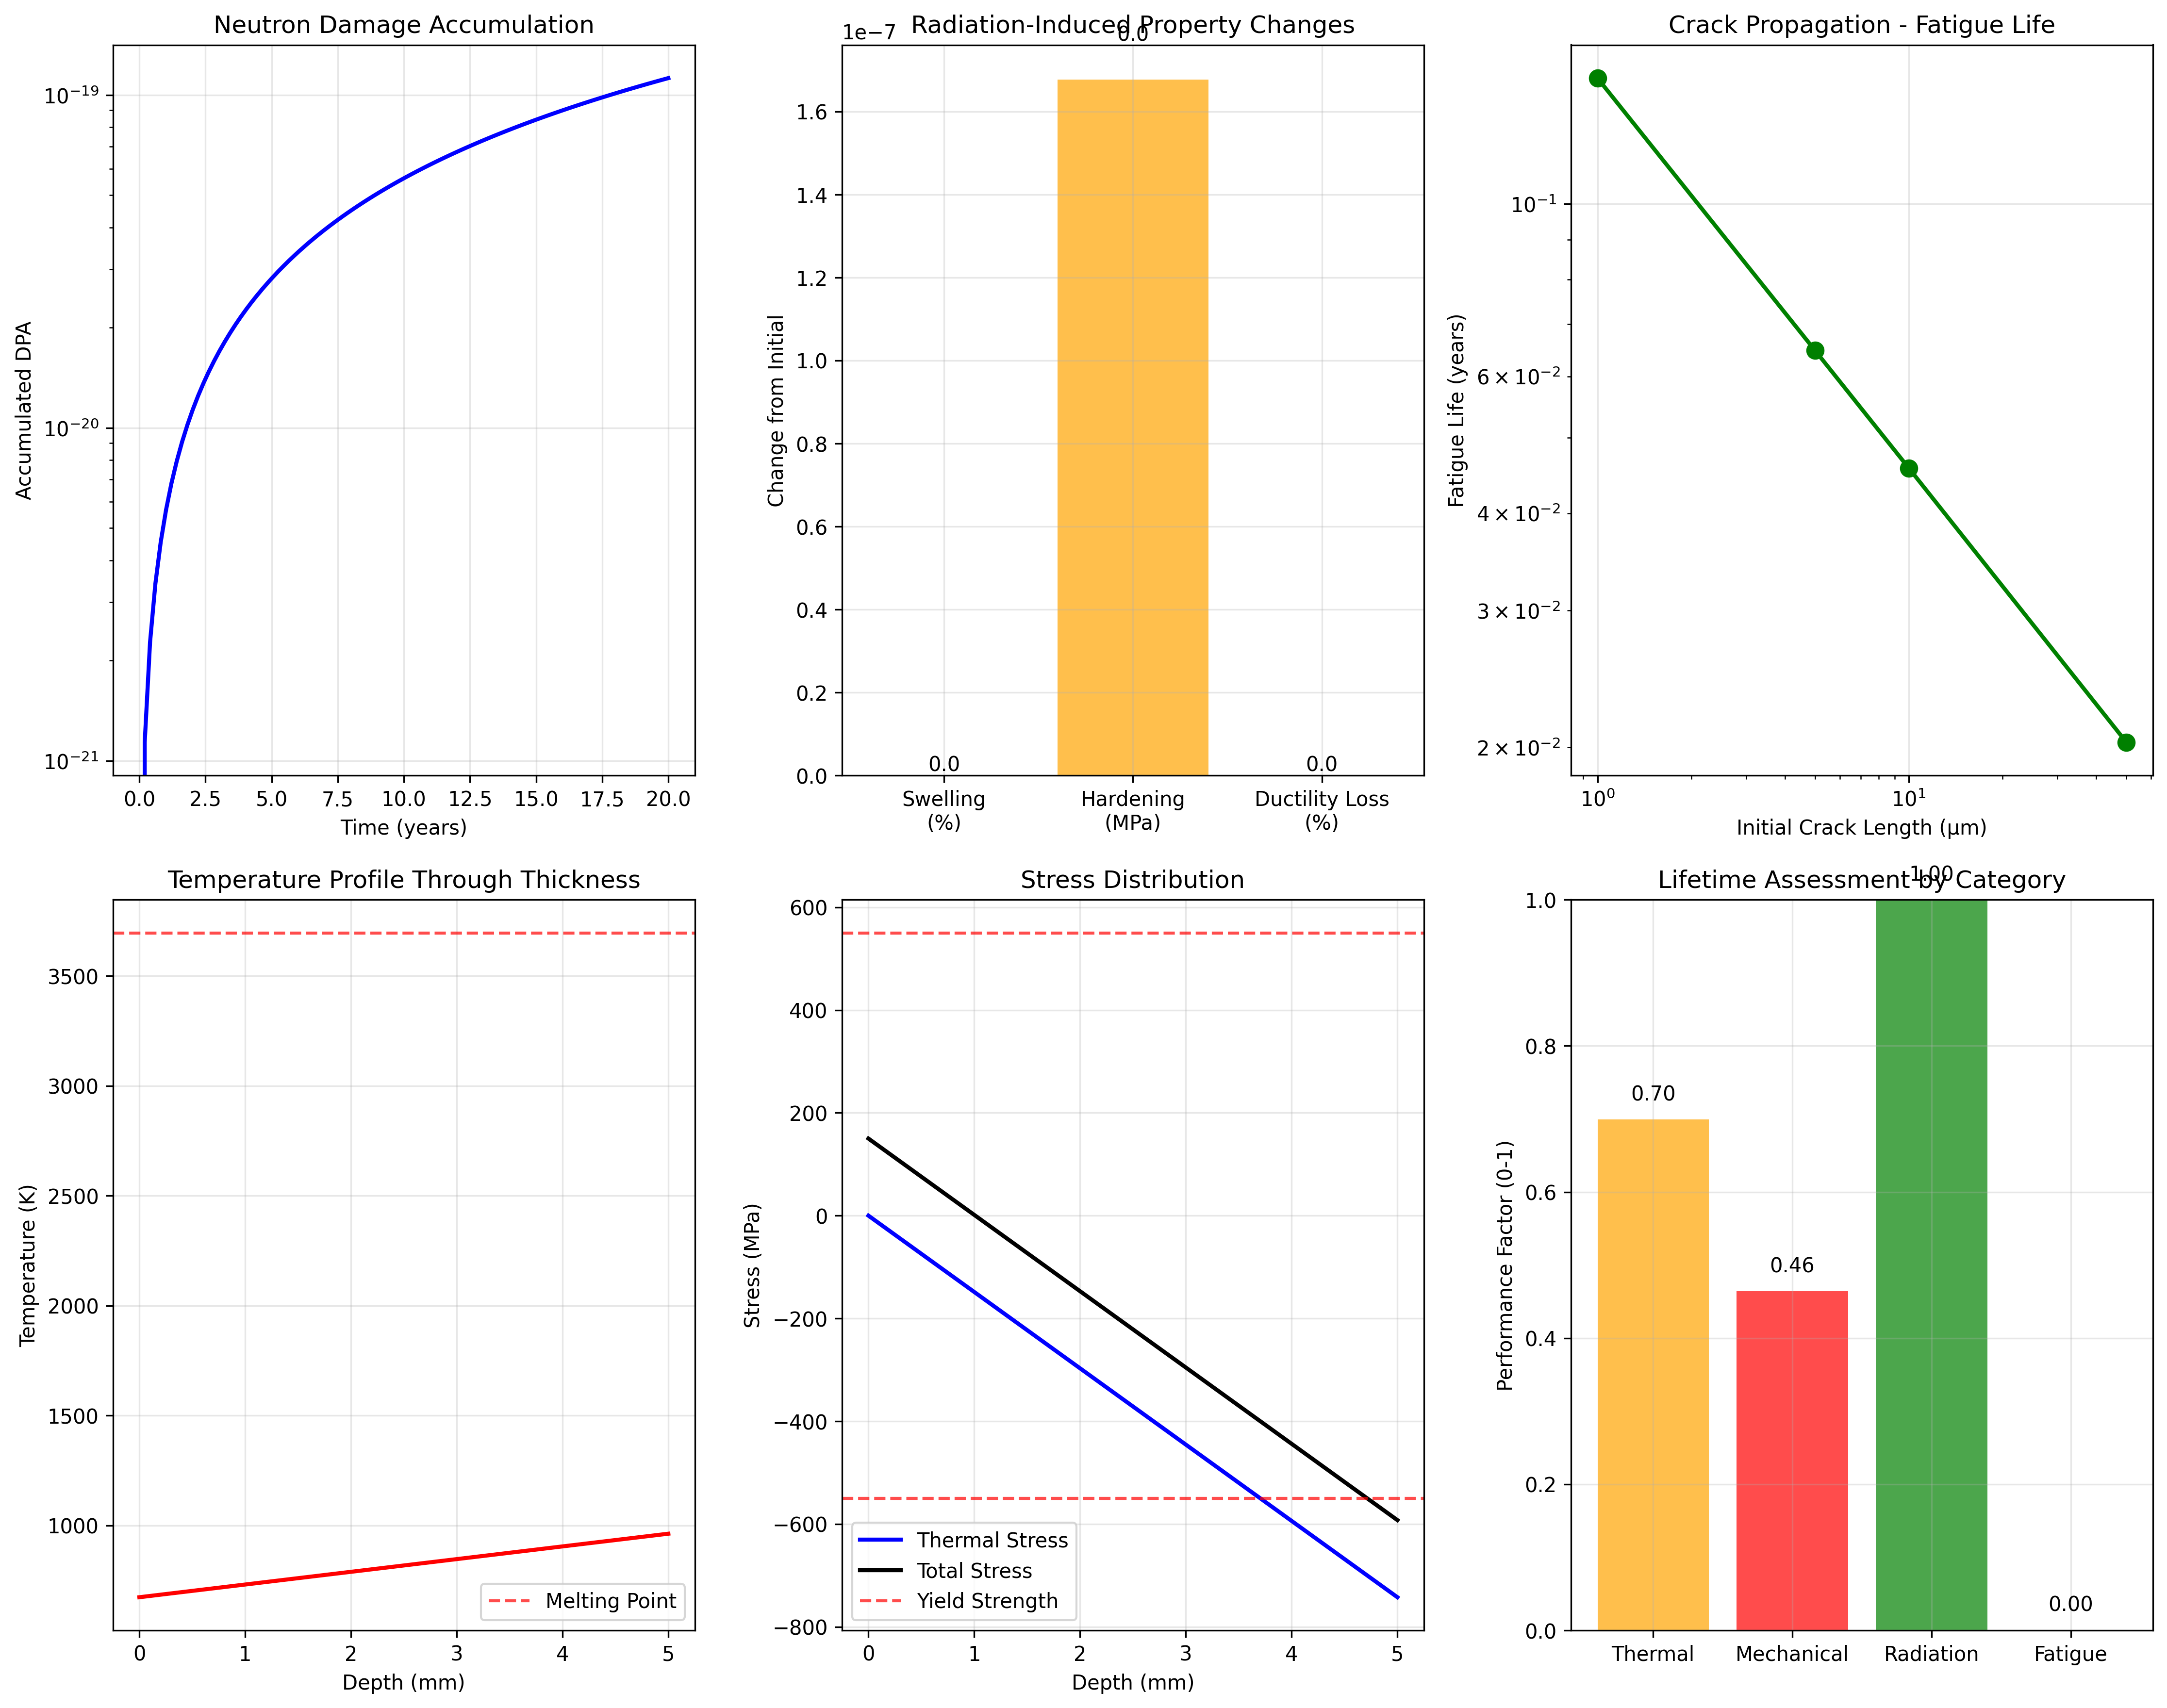 Neutron Damage Accumulation
10⁻¹⁹
10⁻²⁰
10⁻²¹
Accumulated DPA
0.0 2.5 5.0 7.5 10.0 12.5 15.0 17.5 20.0
Time (years)
Radiation-Induced Property Changes
1e−7
0.0
1.6
1.4
1.2
1.0
0.8
0.6
0.4
0.2
0.0
Change from Initial
0.0
0.0
Swelling
(%)
Hardening
(MPa)
Ductility Loss
(%)
Crack Propagation - Fatigue Life
10⁻¹
6 × 10⁻²
4 × 10⁻²
3 × 10⁻²
2 × 10⁻²
Fatigue Life (years)
10⁰ 10¹
Initial Crack Length (μm)
Temperature Profile Through Thickness
3500
3000
2500
2000
1500
1000
Temperature (K)
Melting Point
0 1 2 3 4 5
Depth (mm)
Stress Distribution
600
400
200
0
−200
−400
−600
−800
Stress (MPa)
Thermal Stress
Total Stress
Yield Strength
0 1 2 3 4 5
Depth (mm)
Lifetime Assessment by Category
1.00
1.0
0.8
0.6
0.4
0.2
0.0
Performance Factor (0-1)
0.70
0.46
0.00
Thermal Mechanical Radiation Fatigue